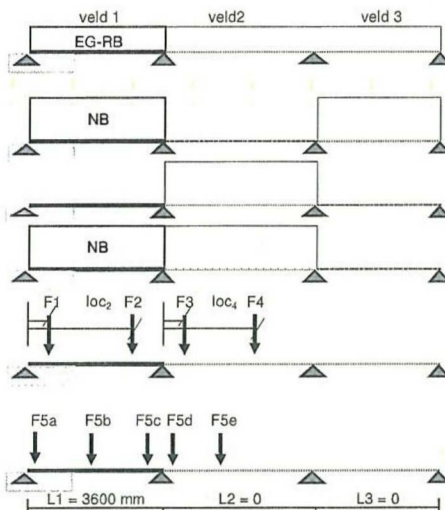 veld 1 veld2 veld 3
EG-RB
NB
NB
F1 loc₂ F2 F3 loc₄ F4
F5a F5b F5c F5d F5e
L1 = 3600 mm L2 = 0 L3 = 0